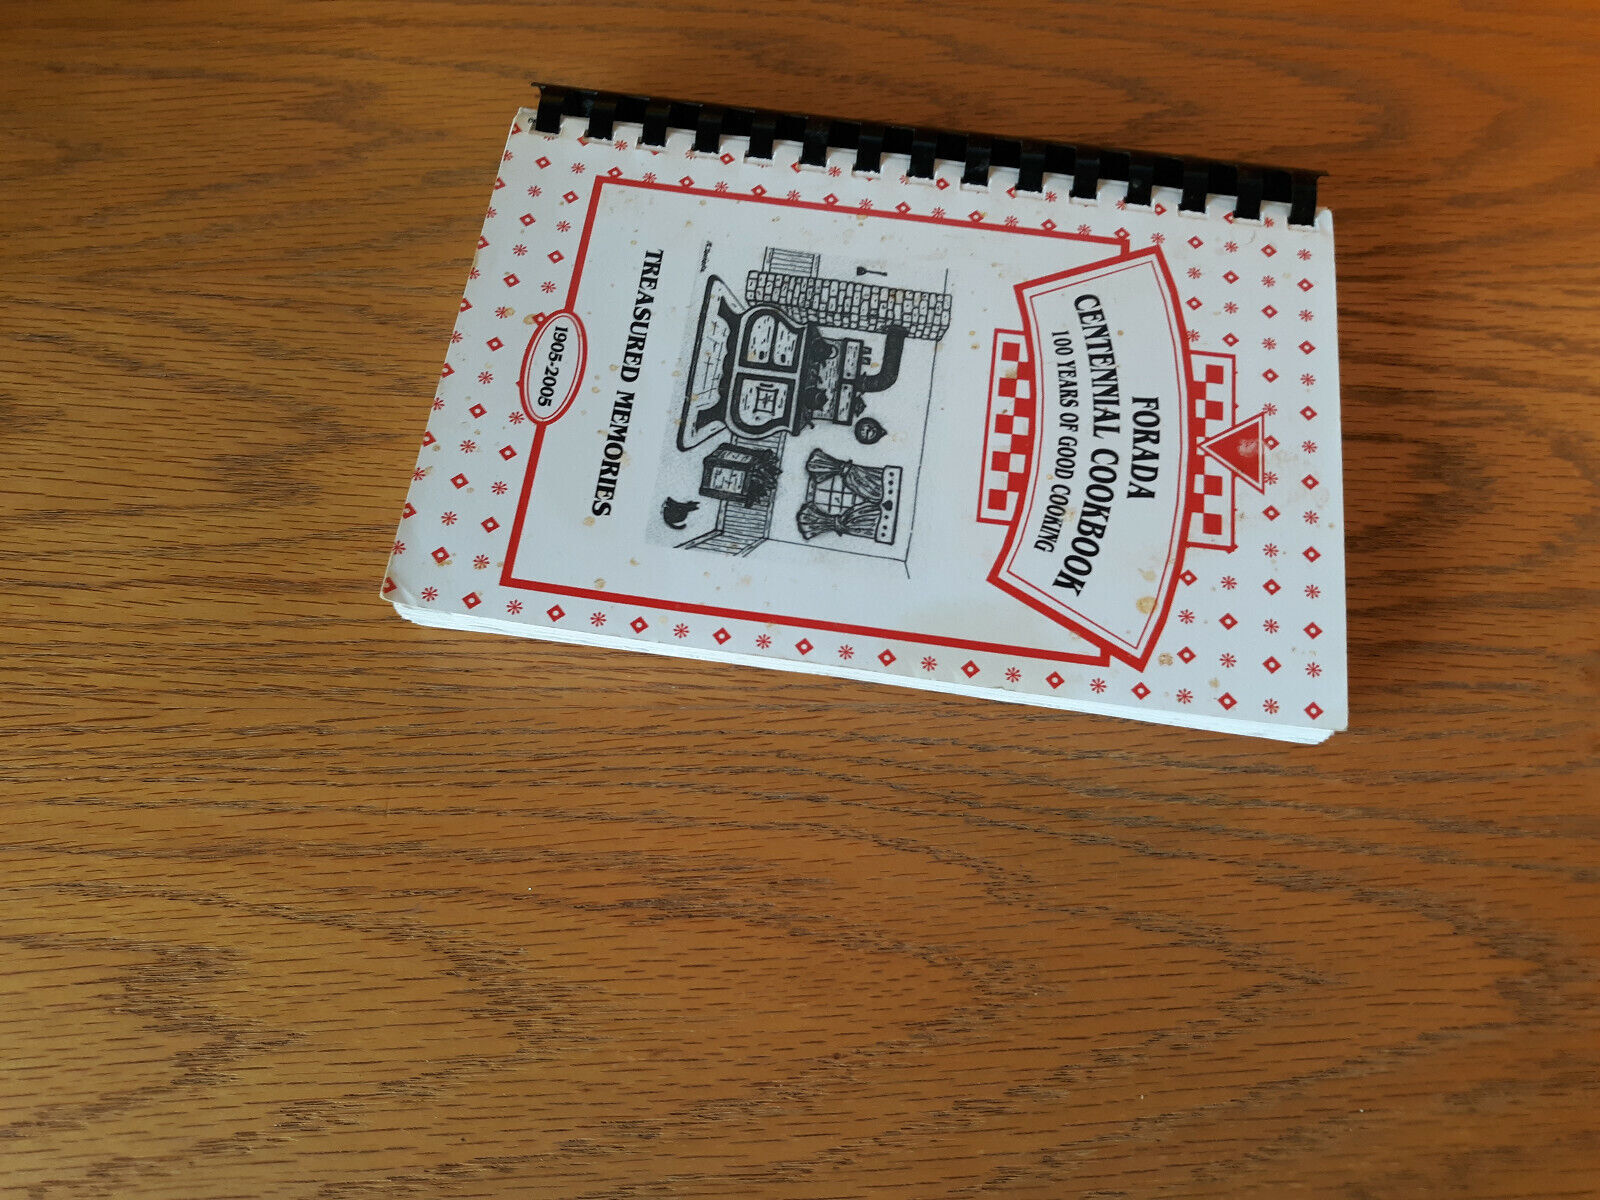 FORADA
CENTENNIAL COOKBOOK
100 YEARS OF GOOD COOKING
TREASURED MEMORIES
1905-2005